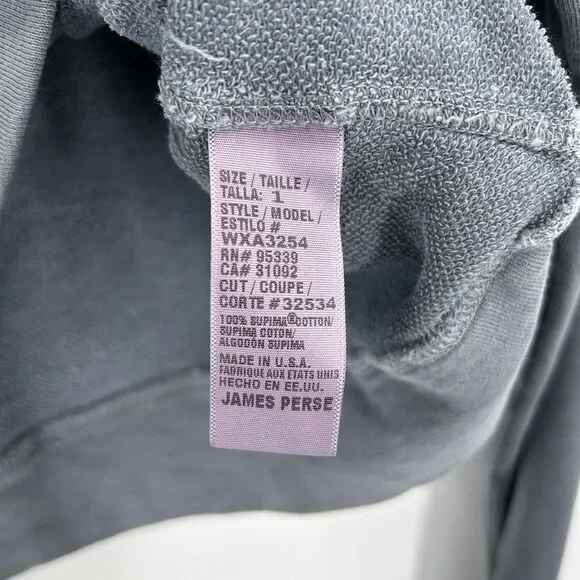 SIZE / TAILLE /
TALLA: 1
STYLE / MODEL /
ESTILO #
WXA3254
RN# 95339
CA# 31092
CUT / COUPE /
CORTE #32534
100% SUPIMA® COTTON/
SUPIMA COTON/
ALGODÓN SUPIMA
MADE IN U.S.A.
FABRIQUE AUX ETATS UNIS
HECHO EN EE.UU.
JAMES PERSE